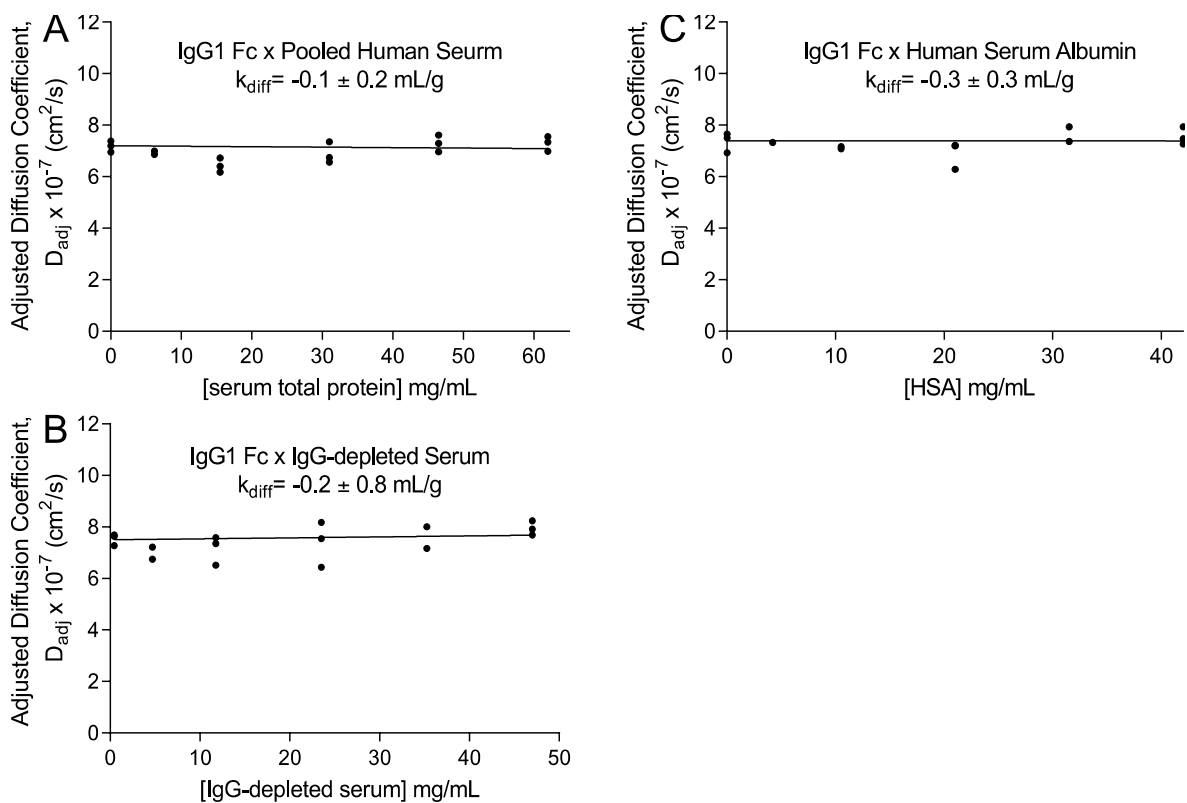 A
IgG1 Fc x Pooled Human Seurm
kdiff= -0.1 ± 0.2 mL/g
Adjusted Diffusion Coefficient,
Dadj x 10-7 (cm2/s)
12
10
8
6
4
2
0
0 10 20 30 40 50 60
[serum total protein] mg/mL
C
IgG1 Fc x Human Serum Albumin
kdiff= -0.3 ± 0.3 mL/g
Adjusted Diffusion Coefficient,
Dadj x 10-7 (cm2/s)
12
10
8
6
4
2
0
0 10 20 30 40
[HSA] mg/mL
B
IgG1 Fc x IgG-depleted Serum
kdiff= -0.2 ± 0.8 mL/g
Adjusted Diffusion Coefficient,
Dadj x 10-7 (cm2/s)
12
10
8
6
4
2
0
0 10 20 30 40 50
[IgG-depleted serum] mg/mL